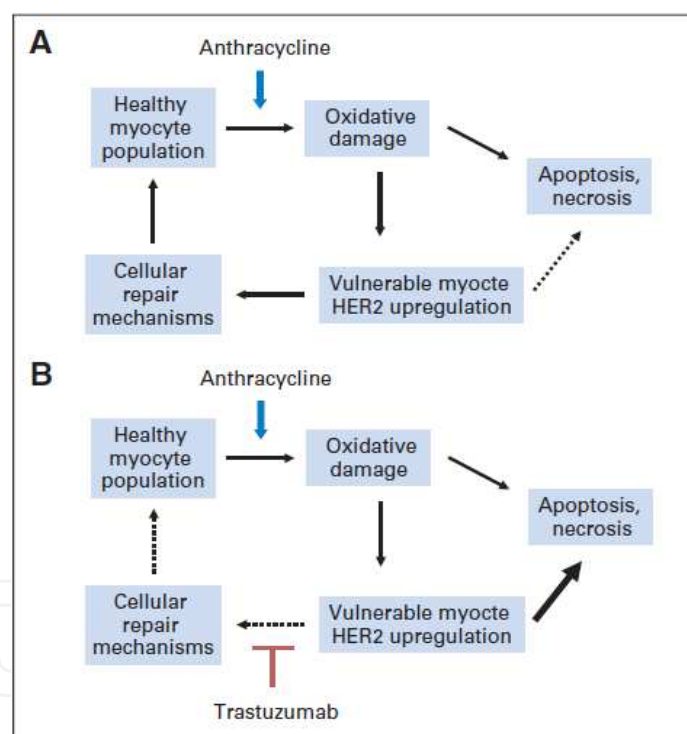 A
Anthracycline
Healthy
myocyte
population
Oxidative
damage
Apoptosis,
necrosis
Cellular
repair
mechanisms
Vulnerable myocte
HER2 upregulation
B
Anthracycline
Healthy
myocyte
population
Oxidative
damage
Apoptosis,
necrosis
Cellular
repair
mechanisms
Vulnerable myocte
HER2 upregulation
Trastuzumab